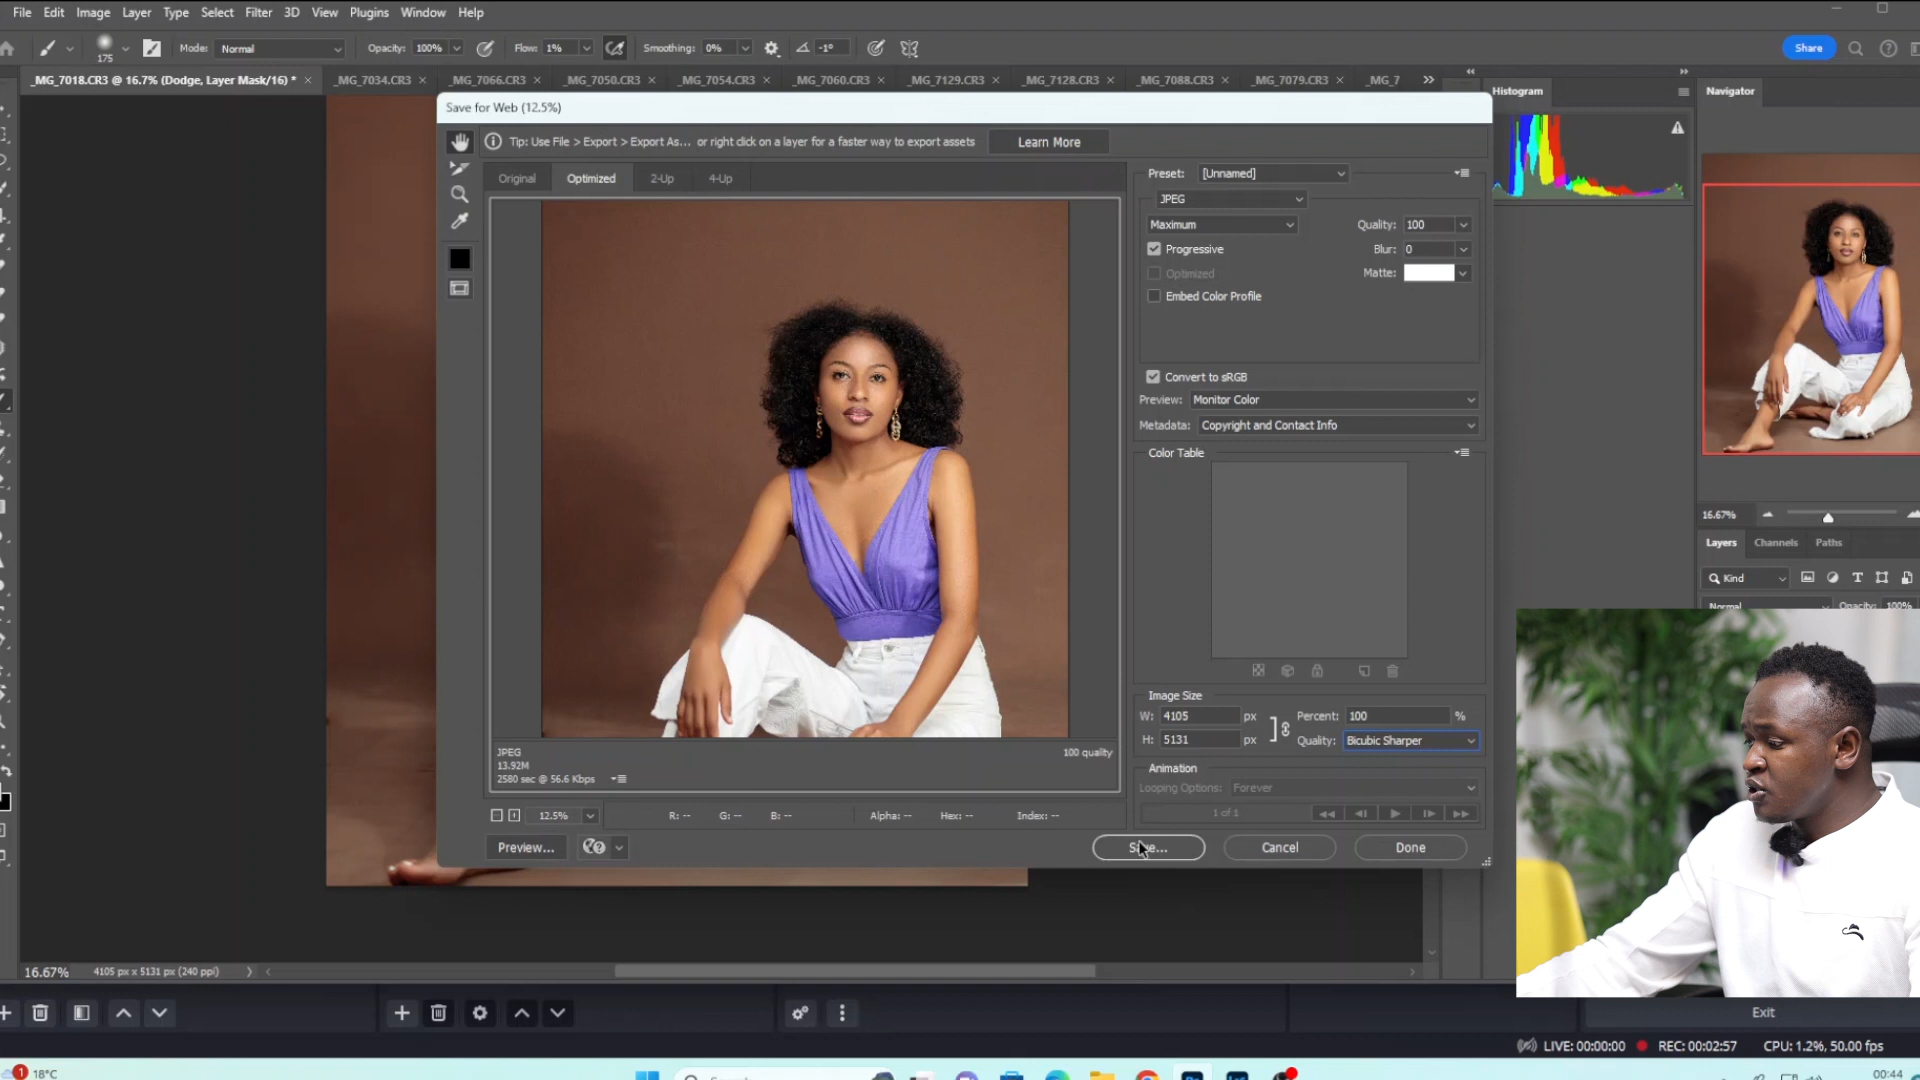 File Edit Image Layer Type Select Filter 3D View Plugins Window Help
175 Mode: Normal Opacity: 100% Flow: 1% Smoothing: 0% -1° Share
_MG_7018.CR3 @ 16.7% (Dodge, Layer Mask/16) * × _MG_7034.CR3 × _MG_7066.CR3 × _MG_7050.CR3 × _MG_7054.CR3 × _MG_7060.CR3 × _MG_7129.CR3 × _MG_7128.CR3 × _MG_7088.CR3 × _MG_7079.CR3 × _MG_7
Histogram Navigator
Save for Web (12.5%)
Tip: Use File > Export > Export As... or right click on a layer for a faster way to export assets Learn More
Original Optimized 2-Up 4-Up
Preset: [Unnamed]
JPEG
Maximum Quality: 100
Progressive Blur: 0
Optimized Matte:
Embed Color Profile
Convert to sRGB
Preview: Monitor Color
Metadata: Copyright and Contact Info
Color Table
Image Size
W: 4105 px Percent: 100 %
H: 5131 px Quality: Bicubic Sharper
Animation
Looping Options: Forever
1 of 1
JPEG 100 quality
13.92M
2580 sec @ 56.6 Kbps
12.5% R: -- G: -- B: -- Alpha: -- Hex: -- Index: --
Preview... Cancel Done
16.67%
Layers Channels Paths
Kind
Normal Opacity: 100%
16.67% 4105 px x 5131 px (240 ppi)
Exit
LIVE: 00:00:00 REC: 00:02:57 CPU: 1.2%, 50.00 fps
1 18°C
00:44